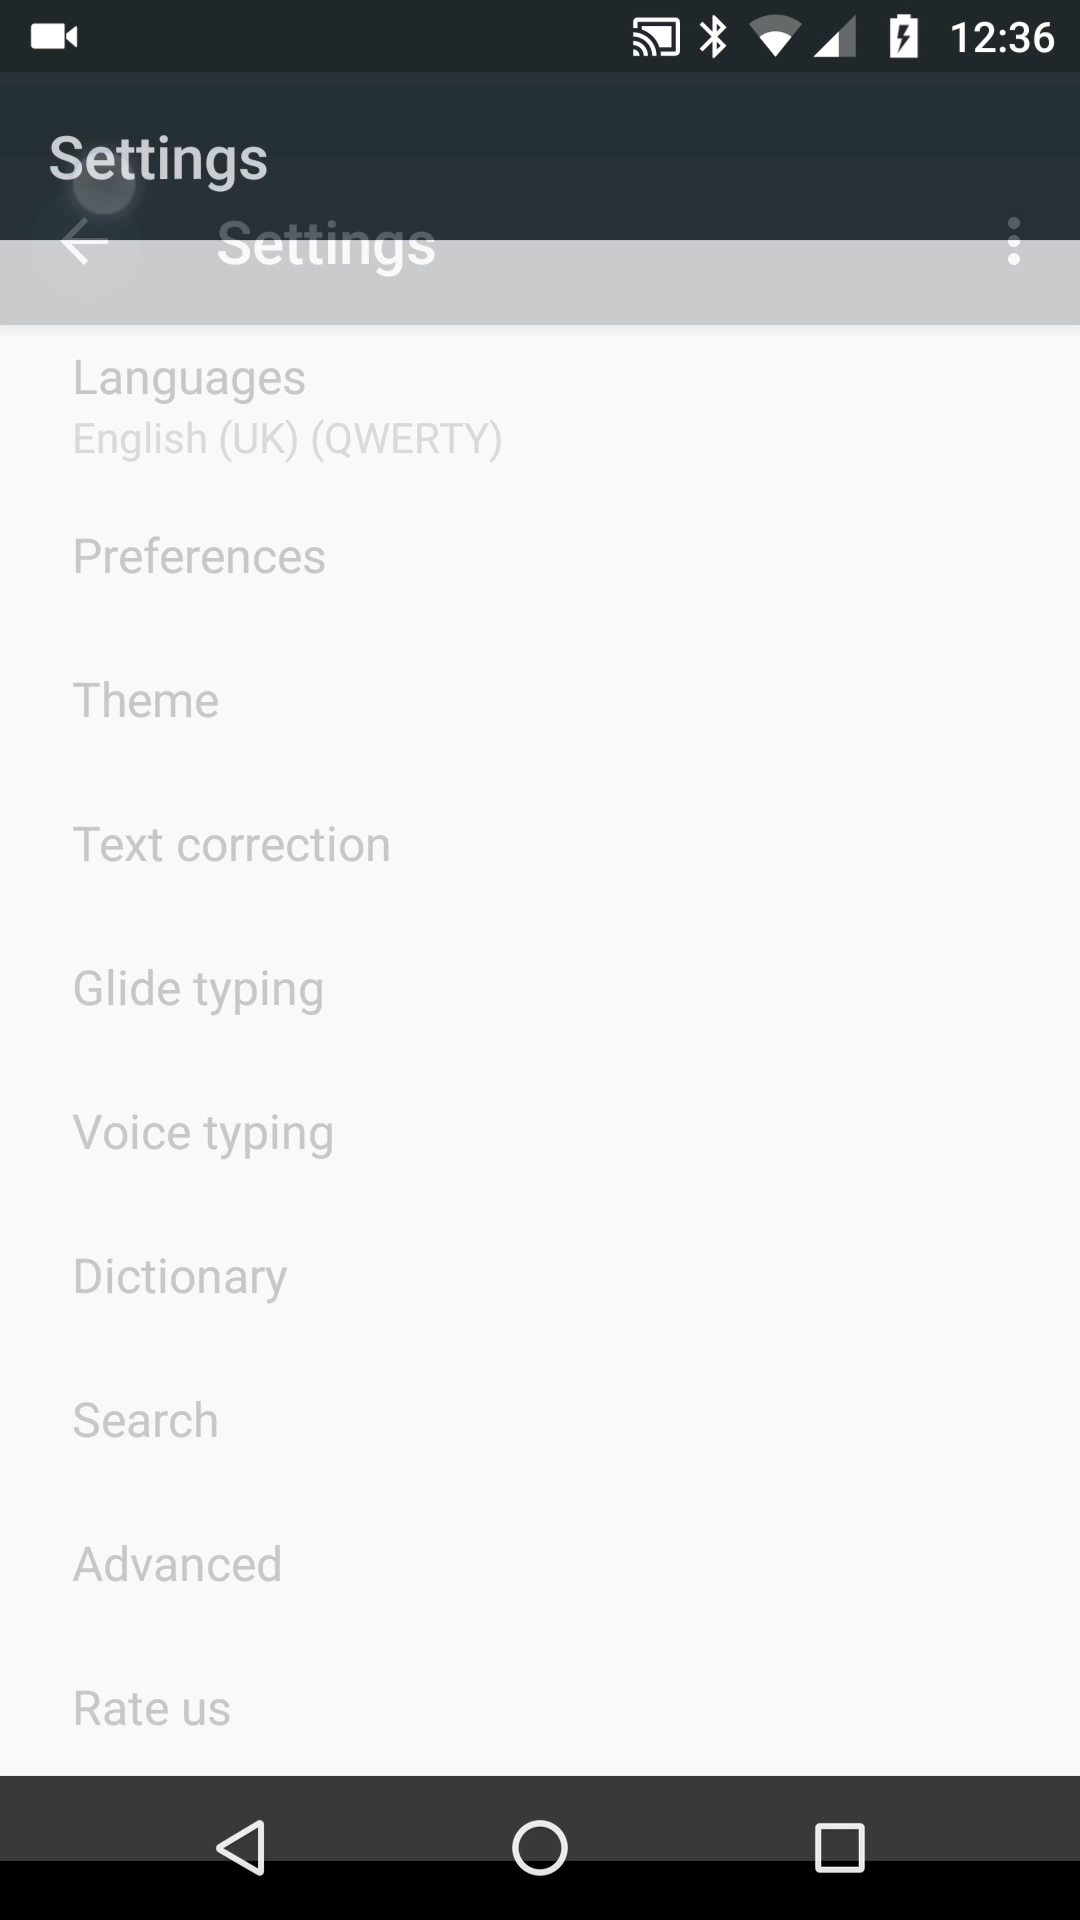 12:36
Settings
Settings
Languages
English (UK) (QWERTY)
Preferences
Theme
Text correction
Glide typing
Voice typing
Dictionary
Search
Advanced
Rate us